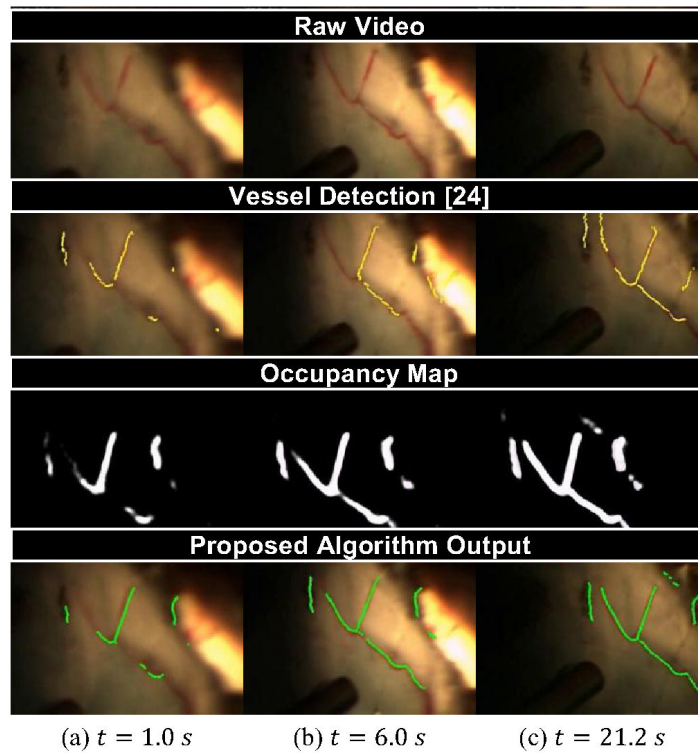 Raw Video
Vessel Detection [24]
Occupancy Map
Proposed Algorithm Output
(a) t = 1.0 s (b) t = 6.0 s (c) t = 21.2 s